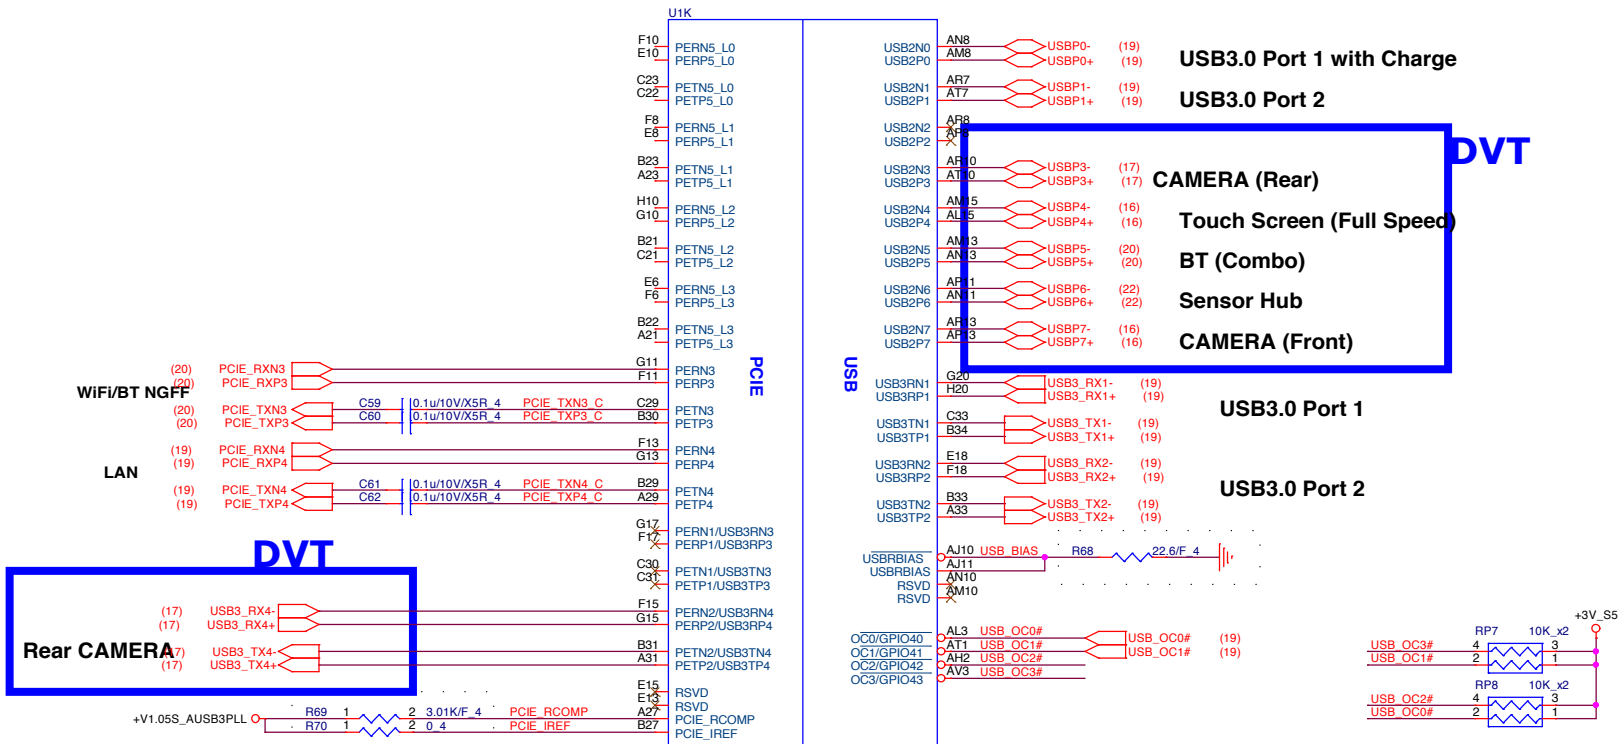 U1K
F10 PERN5_L0
E10 PERP5_L0
C23 PETN5_L0
C22 PETP5_L0
F8 PERN5_L1
E8 PERP5_L1
B23 PETN5_L1
A23 PETP5_L1
H10 PERN5_L2
G10 PERP5_L2
B21 PETN5_L2
C21 PETP5_L2
E6 PERN5_L3
F6 PERP5_L3
B22 PETN5_L3
A21 PETP5_L3
WiFi/BT NGFF
(20) PCIE_RXN3 G11 PERN3
(20) PCIE_RXP3 F11 PERP3
(20) PCIE_TXN3 C59 0.1u/10V/X5R_4 PCIE_TXN3_C C29 PETN3
(20) PCIE_TXP3 C60 0.1u/10V/X5R_4 PCIE_TXP3_C B30 PETP3
LAN
(19) PCIE_RXN4 F13 PERN4
(19) PCIE_RXP4 G13 PERP4
(19) PCIE_TXN4 C61 0.1u/10V/X5R_4 PCIE_TXN4_C B29 PETN4
(19) PCIE_TXP4 C62 0.1u/10V/X5R_4 PCIE_TXP4_C A29 PETP4
G17 PERN1/USB3RN3
F17 PERP1/USB3RP3
C30 PETN1/USB3TN3
C31 PETP1/USB3TP3
DVT
Rear CAMERA
(17) USB3_RX4- F15 PERN2/USB3RN4
(17) USB3_RX4+ G15 PERP2/USB3RP4
(17) USB3_TX4- B31 PETN2/USB3TN4
(17) USB3_TX4+ A31 PETP2/USB3TP4
E15 RSVD
E13 RSVD
+V1.05S_AUSB3PLL R69 1 2 3.01K/F_4 PCIE_RCOMP A27 PCIE_RCOMP
R70 1 2 0_4 PCIE_IREF B27 PCIE_IREF
PCIE
USB
USB2N0 AN8 USBP0- (19)
USB2P0 AM8 USBP0+ (19)
USB3.0 Port 1 with Charge
USB2N1 AR7 USBP1- (19)
USB2P1 AT7 USBP1+ (19)
USB3.0 Port 2
USB2N2 AR8
USB2P2 AP8
DVT
USB2N3 AR10 USBP3- (17)
USB2P3 AT10 USBP3+ (17)
CAMERA (Rear)
USB2N4 AM15 USBP4- (16)
USB2P4 AL15 USBP4+ (16)
Touch Screen (Full Speed)
USB2N5 AM13 USBP5- (20)
USB2P5 AN13 USBP5+ (20)
BT (Combo)
USB2N6 AP11 USBP6- (22)
USB2P6 AN11 USBP6+ (22)
Sensor Hub
USB2N7 AR13 USBP7- (16)
USB2P7 AP13 USBP7+ (16)
CAMERA (Front)
USB3RN1 G20 USB3_RX1- (19)
USB3RP1 H20 USB3_RX1+ (19)
USB3.0 Port 1
USB3TN1 C33 USB3_TX1- (19)
USB3TP1 B34 USB3_TX1+ (19)
USB3RN2 E18 USB3_RX2- (19)
USB3RP2 F18 USB3_RX2+ (19)
USB3.0 Port 2
USB3TN2 B33 USB3_TX2- (19)
USB3TP2 A33 USB3_TX2+ (19)
USBRBIAS AJ10 USB_BIAS R68 22.6/F_4
USBRBIAS AJ11
RSVD AN10
RSVD AM10
OC0/GPIO40 AL3 USB_OC0# USB_OC0# (19)
OC1/GPIO41 AT1 USB_OC1# USB_OC1# (19)
OC2/GPIO42 AH2 USB_OC2#
OC3/GPIO43 AV3 USB_OC3#
+3V_S5
RP7 10K_x2
USB_OC3# 4 3
USB_OC1# 2 1
RP8 10K_x2
USB_OC2# 4 3
USB_OC0# 2 1